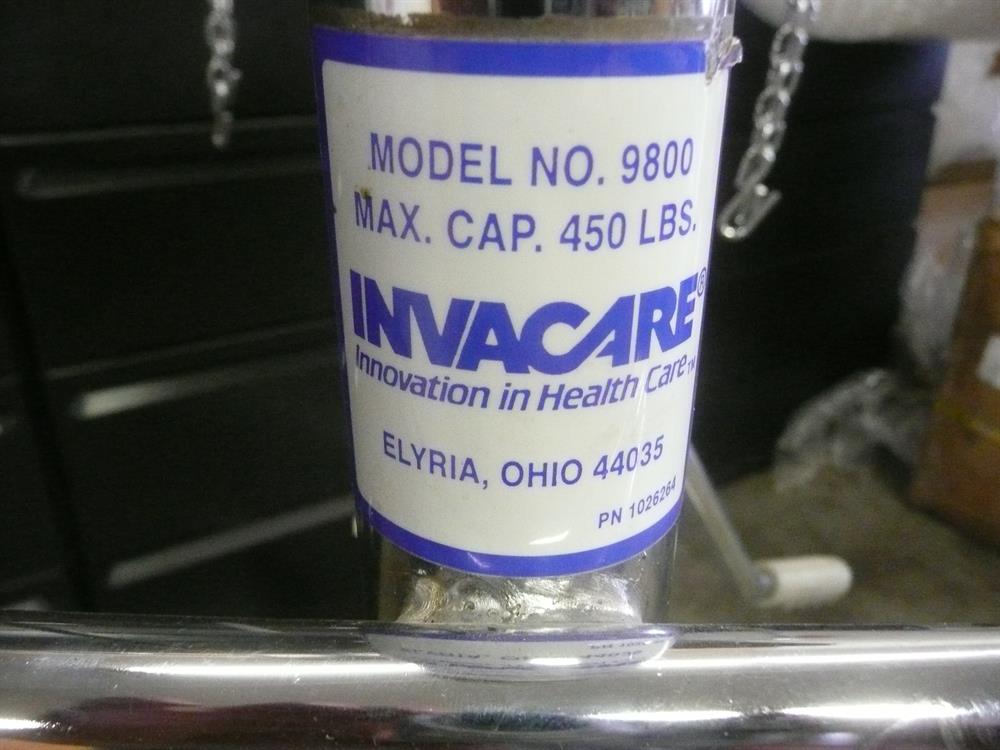 MODEL NO. 9800
MAX. CAP. 450 LBS.
INVACARE®
Innovation in Health Care™
ELYRIA, OHIO 44035
PN 1026264